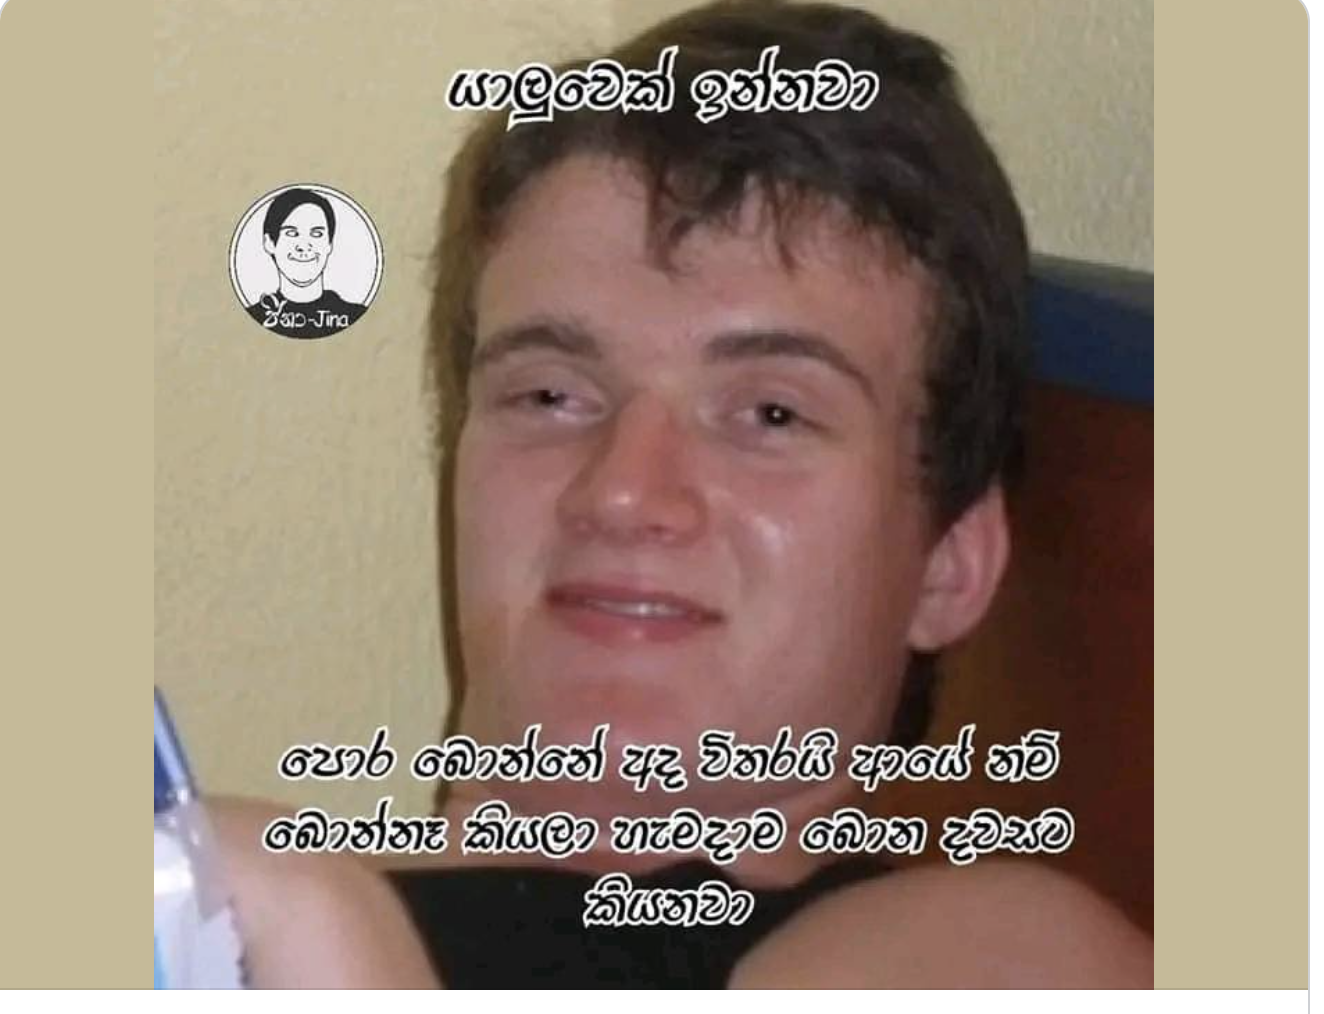 යාලුවෙක් ඉන්නවා
ජිනා-Jina
පොර බොන්නේ අද විතරයි ආයේ නම්
බොන්නෑ කියලා හැමදාම බොන දවසට
කියනවා